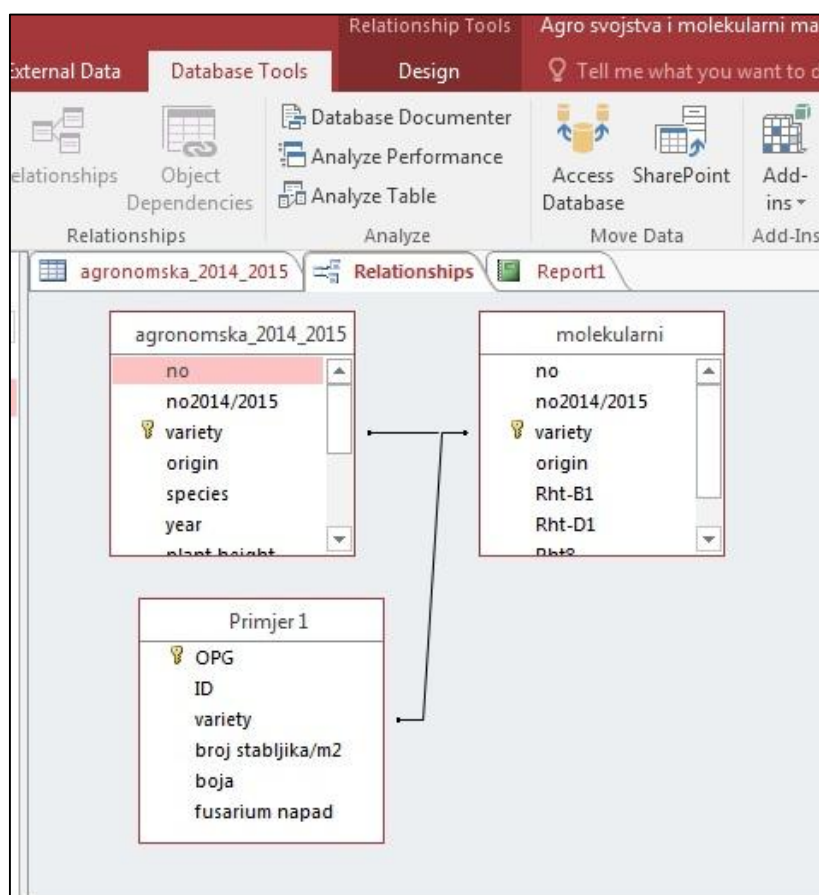 Relationship Tools
Agro svojstva i molekularni ma
External Data
Database Tools
Design
Tell me what you want to d
elationships
Object
Dependencies
Relationships
Database Documenter
Analyze Performance
Analyze Table
Analyze
Access
Database
SharePoint
Move Data
Add-
ins
Add-Ins
agronomska_2014_2015
Relationships
Report1
agronomska_2014_2015
no
no2014/2015
variety
origin
species
year
plant height
molekularni
no
no2014/2015
variety
origin
Rht-B1
Rht-D1
Rht8
Primjer 1
OPG
ID
variety
broj stabljika/m2
boja
fusarium napad